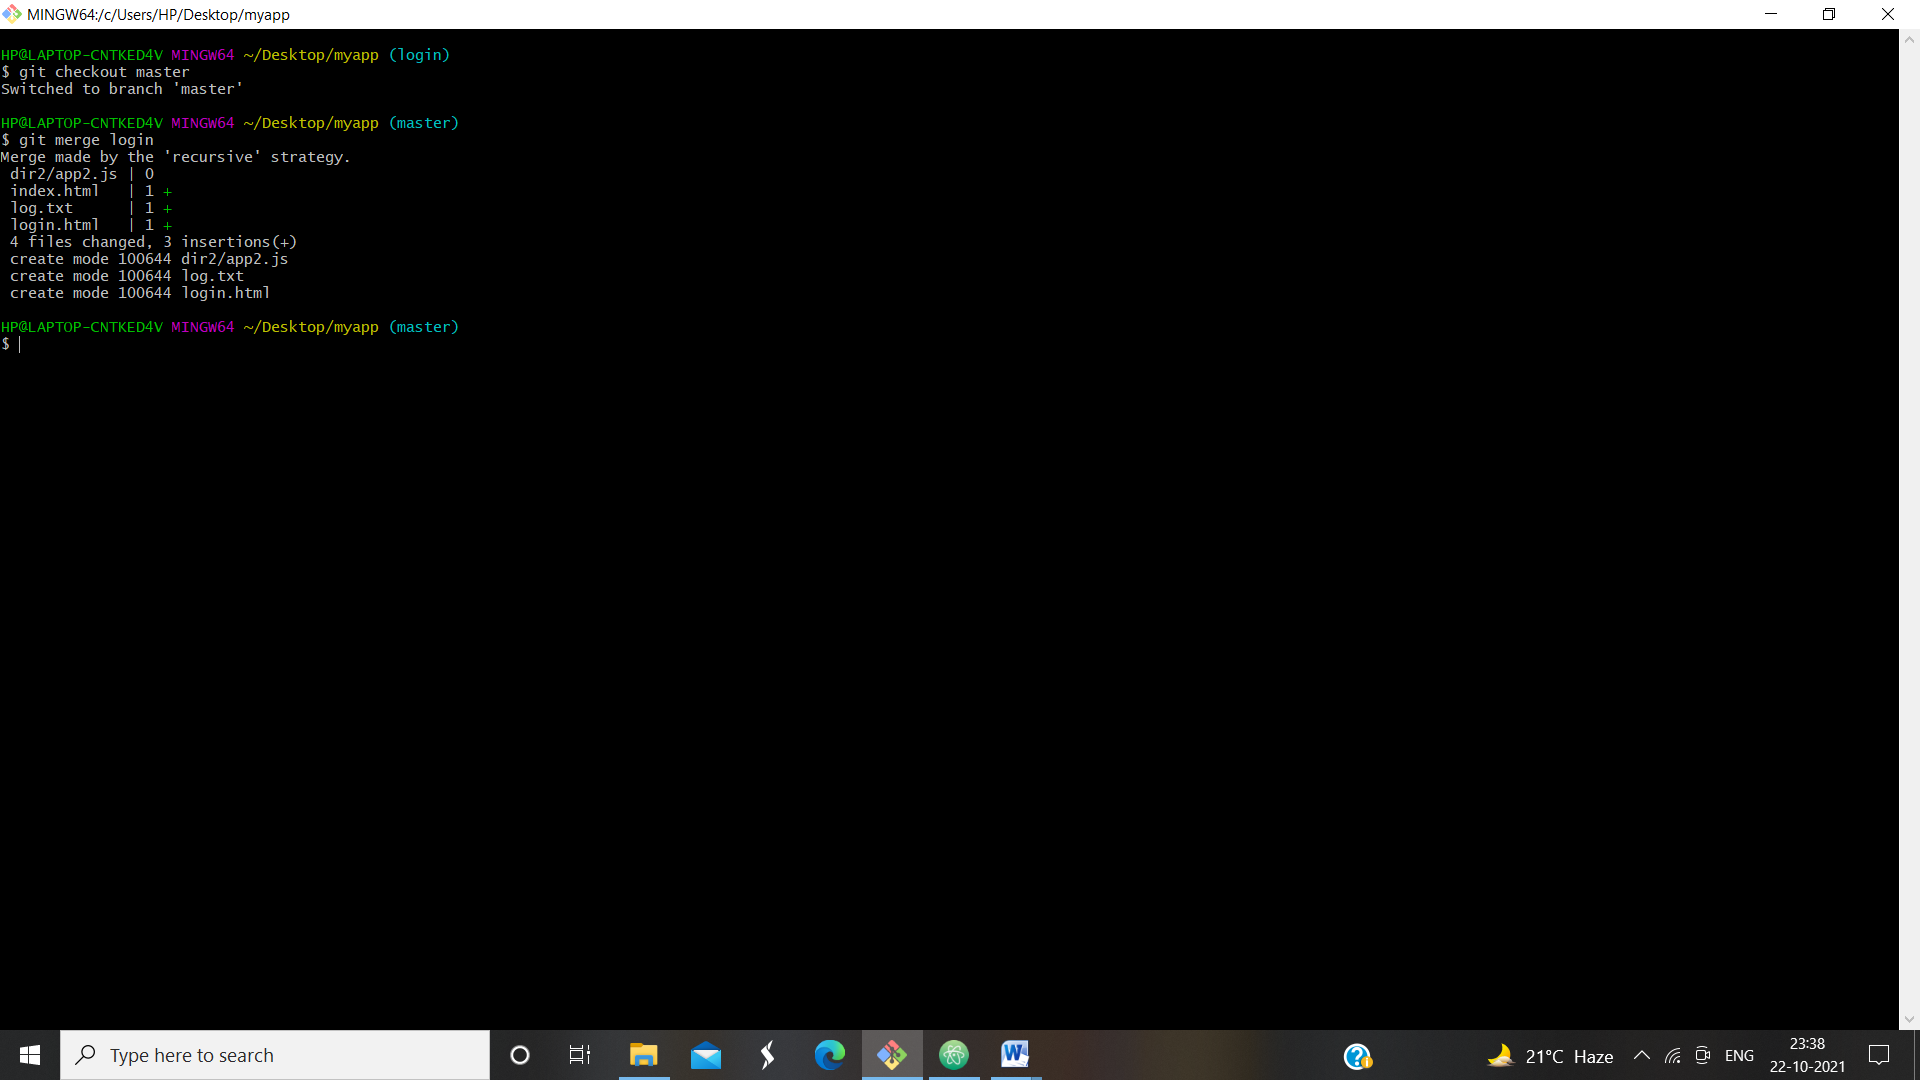 MINGW64:/c/Users/HP/Desktop/myapp
HP@LAPTOP-CNTKED4V MINGW64 ~/Desktop/myapp (login)
$ git checkout master
Switched to branch 'master'
HP@LAPTOP-CNTKED4V MINGW64 ~/Desktop/myapp (master)
$ git merge login
Merge made by the 'recursive' strategy.
 dir2/app2.js | 0
 index.html   | 1 +
 log.txt      | 1 +
 login.html   | 1 +
 4 files changed, 3 insertions(+)
 create mode 100644 dir2/app2.js
 create mode 100644 log.txt
 create mode 100644 login.html
HP@LAPTOP-CNTKED4V MINGW64 ~/Desktop/myapp (master)
$
Type here to search
21°C Haze
ENG
23:38
22-10-2021